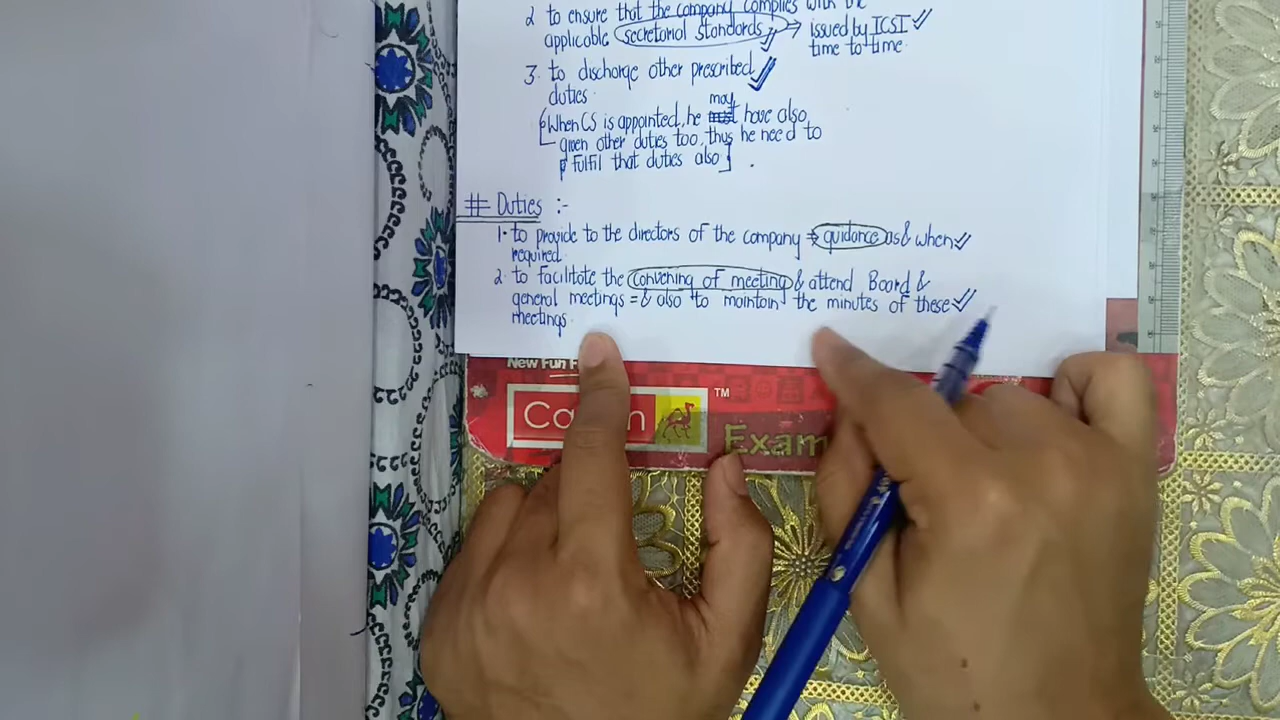 2 to ensure that the company complies with the
applicable secretarial standards → issued by ICSI
time to time.
3. to discharge other prescribed
duties.
[When CS is appointed, he may have also
given other duties too, thus he need to
fulfil that duties also].
# Duties :-
1. to provide to the directors of the company → guidance as & when
required.
2. to facilitate the convening of meeting & attend Board &
general meetings = & also to maintain the minutes of these
meetings.
New Fun F
Ca n ™
Exam